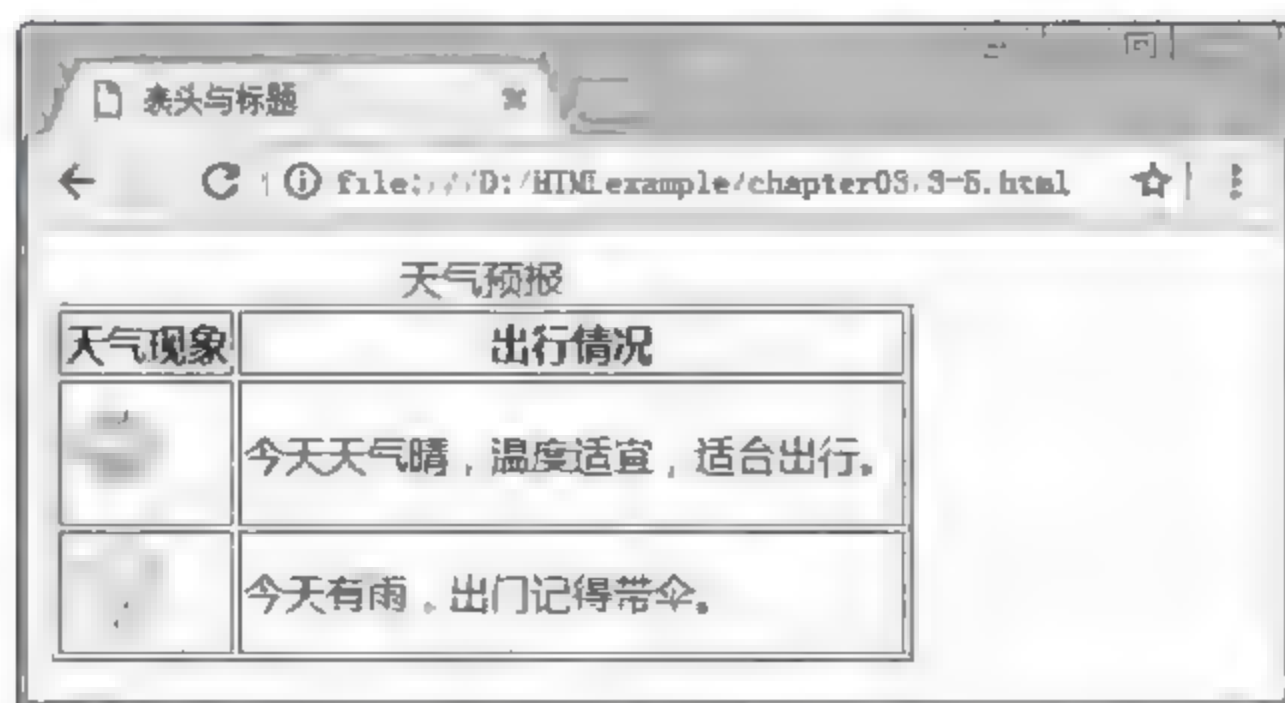 表头与标题
file:///D:/HTMLexample/chapter03/3-5.html
天气预报
天气现象 出行情况
今天天气晴，温度适宜，适合出行。
今天有雨，出门记得带伞。